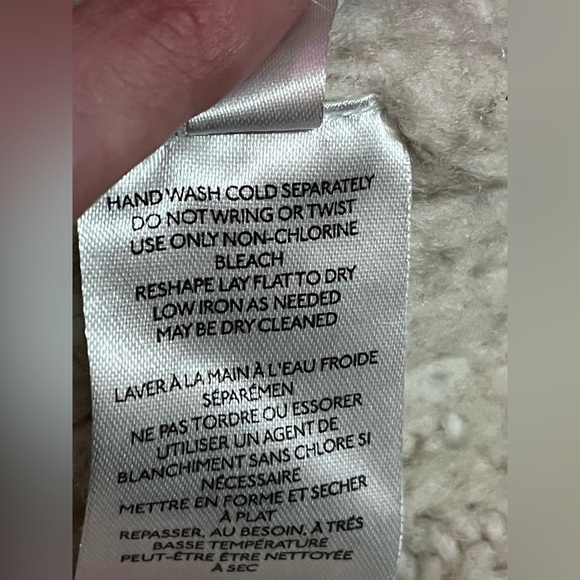 HAND WASH COLD SEPARATELY
DO NOT WRING OR TWIST
USE ONLY NON-CHLORINE
BLEACH
RESHAPE LAY FLAT TO DRY
LOW IRON AS NEEDED
MAY BE DRY CLEANED
LAVER À LA MAIN À L'EAU FROIDE
SÉPARÉMEN
NE PAS TORDRE OU ESSORER
UTILISER UN AGENT DE
BLANCHIMENT SANS CHLORE SI
NÉCESSAIRE
METTRE EN FORME ET SECHER
À PLAT
REPASSER, AU BESOIN, À TRÉS
BASSE TEMPÉRATURE
PEUT-ÊTRE ÊTRE NETTOYÉE
À SEC